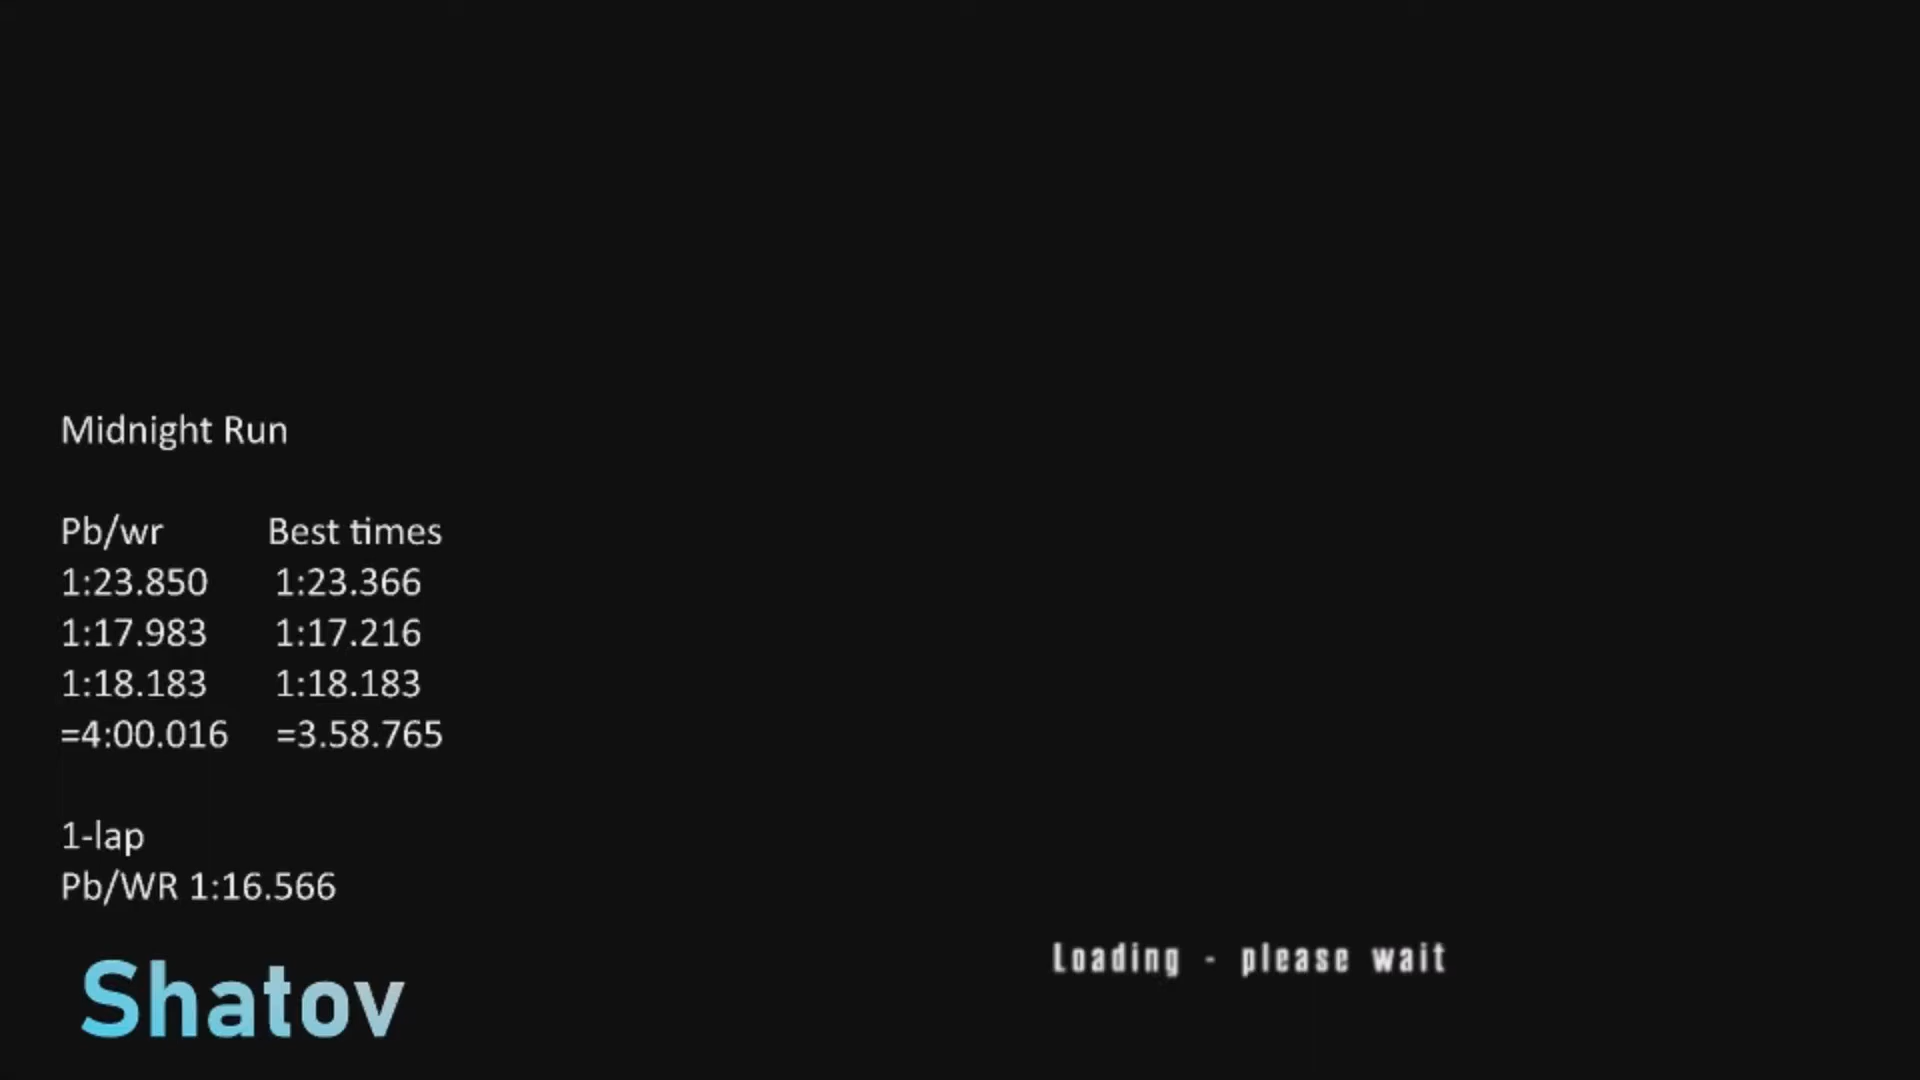 Midnight Run
Pb/wr Best times
1:23.850 1:23.366
1:17.983 1:17.216
1:18.183 1:18.183
=4:00.016 =3.58.765
1-lap
Pb/WR 1:16.566
Loading - please wait
Shatov